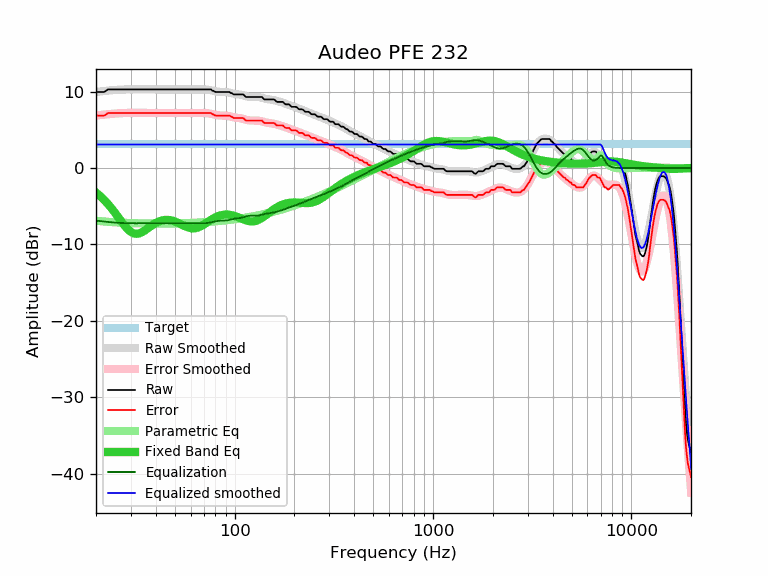 Audeo PFE 232
10
0
−10
−20
−30
−40
Amplitude (dBr)
Target
Raw Smoothed
Error Smoothed
Raw
Error
Parametric Eq
Fixed Band Eq
Equalization
Equalized smoothed
100
1000
10000
Frequency (Hz)